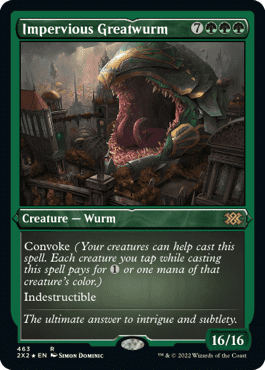 Impervious Greatwurm 7
Creature — Wurm
Convoke (Your creatures can help cast this
spell. Each creature you tap while casting
this spell pays for 1 or one mana of that
creature's color.)
Indestructible
The ultimate answer to intrigue and subtlety.
16/16
463 R
2X2 ★ EN SIMON DOMINIC
™ & © 2022 Wizards of the Coast